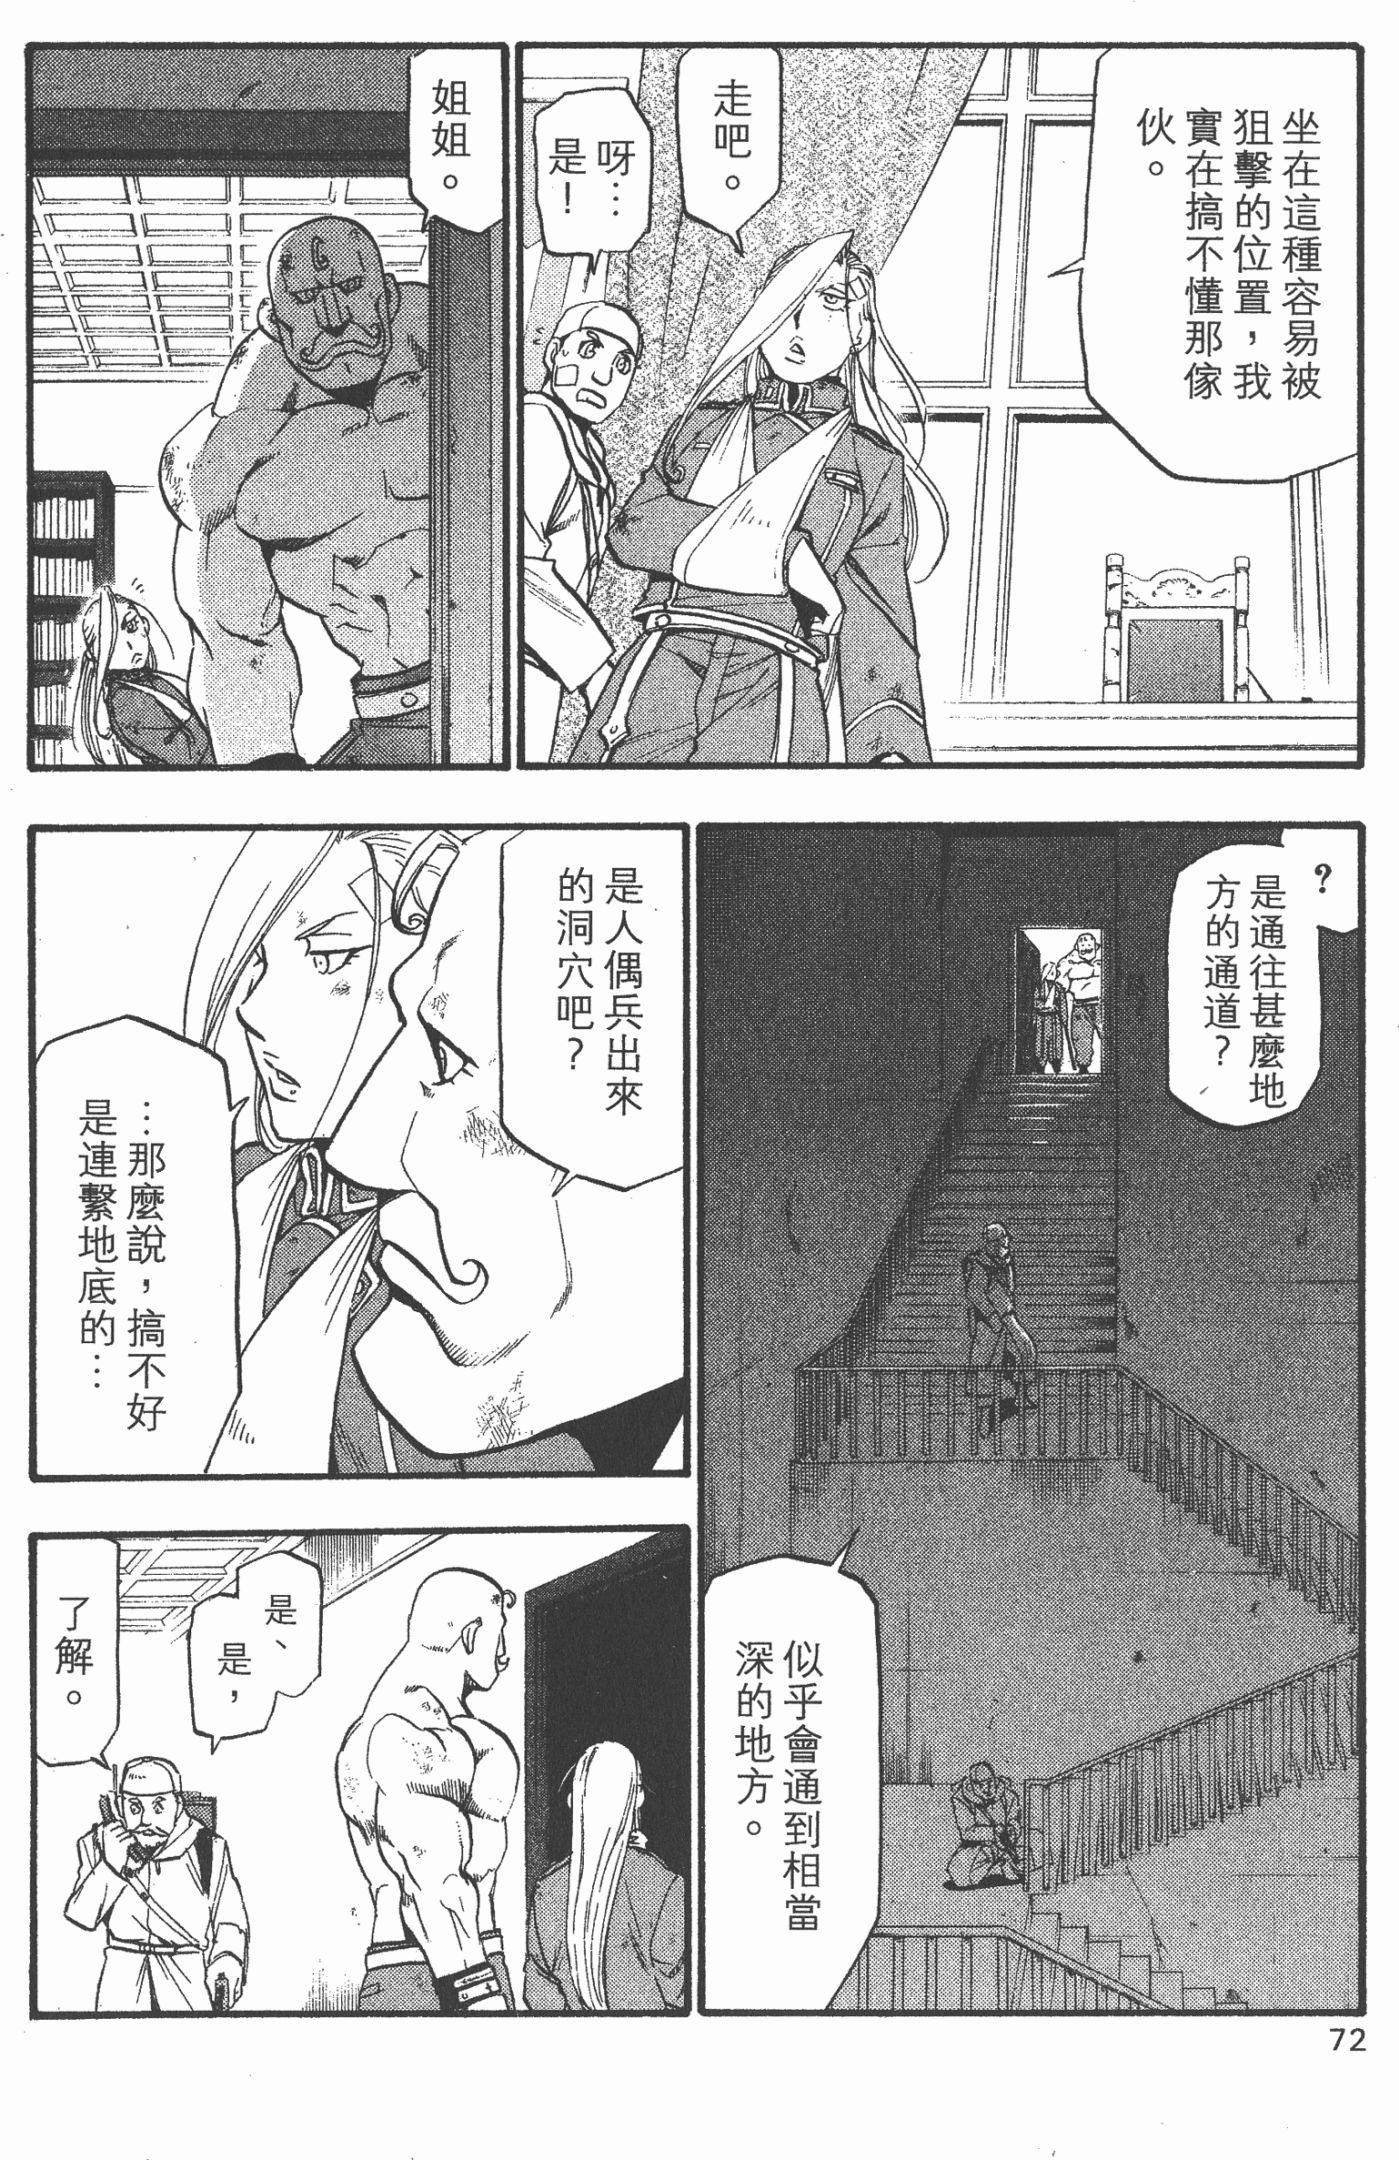 坐在這種容易被
狙擊的位置，我
實在搞不懂那傢
伙。
走吧。
呀…
是！
姐姐。
？
是通往甚麼地
方的通道？
似乎會通到相當
深的地方。
是人偶兵出來
的洞穴吧？
…那麼說，搞不好
是連繫地底的…
是、
是，
了解。
72